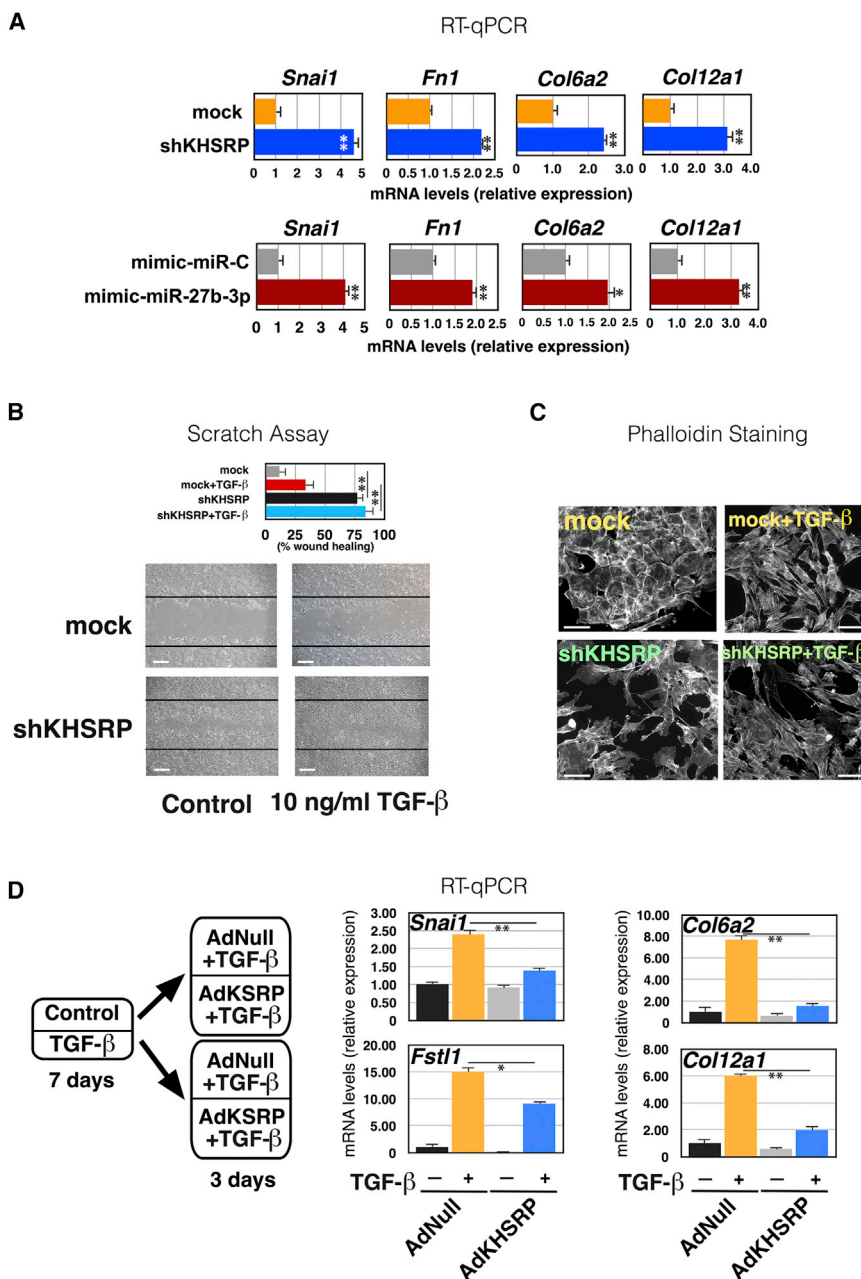 A
RT-qPCR
Snai1 Fn1 Col6a2 Col12a1
mock
shKHSRP
** ** ** **
0 1 2 3 4 5 0 0.5 1.0 1.5 2.0 2.5 0 1.0 2.0 3.0 0 1.0 2.0 3.0 4.0
mRNA levels (relative expression)
Snai1 Fn1 Col6a2 Col12a1
mimic-miR-C
mimic-miR-27b-3p
** ** * **
0 1 2 3 4 5 0 0.5 1.0 1.5 2.0 2.5 0 0.5 1.0 1.5 2.0 2.5 0 1.0 2.0 3.0 4.0
mRNA levels (relative expression)
B
Scratch Assay
mock
mock+TGF-β
shKHSRP
shKHSRP+TGF-β
** **
0 25 50 75 100
(% wound healing)
mock
shKHSRP
Control 10 ng/ml TGF-β
C
Phalloidin Staining
mock mock+TGF-β
shKHSRP shKHSRP+TGF-β
D
RT-qPCR
Control
TGF-β
7 days
AdNull
+TGF-β
AdKSRP
+TGF-β
AdNull
+TGF-β
AdKSRP
+TGF-β
3 days
mRNA levels (relative expression)
Snai1
**
3.00
2.50
2.00
1.50
1.00
0.50
Fstl1
*
15.00
10.00
5.00
0.00
TGF-β − + − +
AdNull AdKHSRP
mRNA levels (relative expression)
Col6a2
**
10.00
8.00
6.00
4.00
2.00
0.00
Col12a1
**
8.00
6.00
4.00
2.00
0.00
TGF-β − + − +
AdNull AdKHSRP